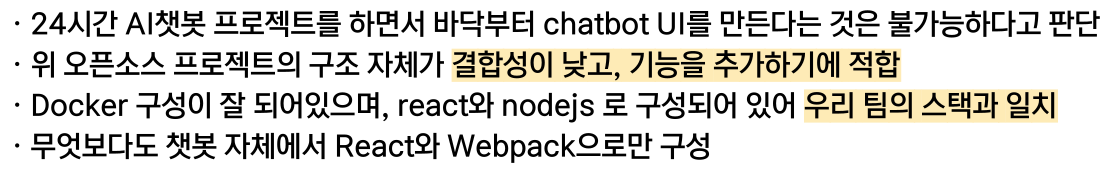 · 24시간 AI챗봇 프로젝트를 하면서 바닥부터 chatbot UI를 만든다는 것은 불가능하다고 판단
· 위 오픈소스 프로젝트의 구조 자체가 결합성이 낮고, 기능을 추가하기에 적합
· Docker 구성이 잘 되어있으며, react와 nodejs 로 구성되어 있어 우리 팀의 스택과 일치
· 무엇보다도 챗봇 자체에서 React와 Webpack으로만 구성